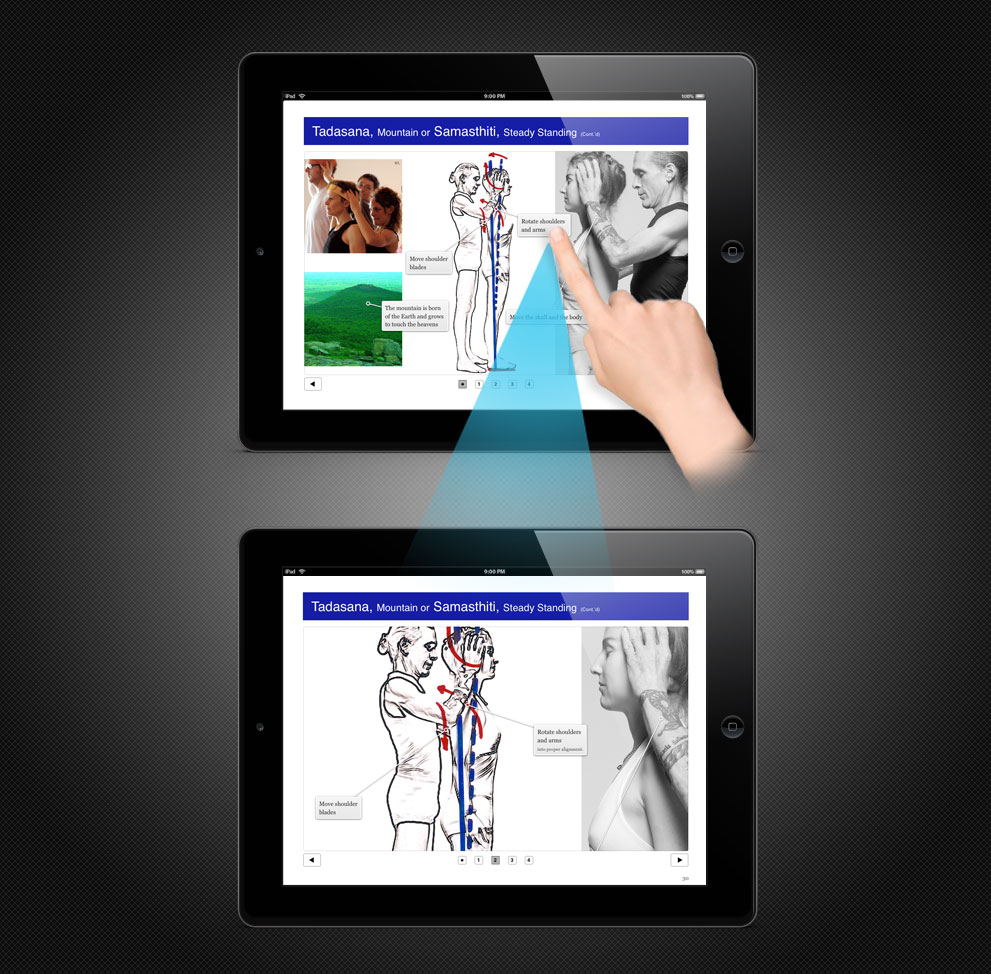 iPad
9:00 PM
100%
Tadasana, Mountain or Samasthiti, Steady Standing (Cont.'d)
Rotate shoulders
and arms
Move shoulder
blades
The mountain is born
of the Earth and grows
to touch the heavens
Move the skull and the body
1 2 3 4
iPad
9:00 PM
100%
Tadasana, Mountain or Samasthiti, Steady Standing (Cont.'d)
Rotate shoulders
and arms
into proper alignment
Move shoulder
blades
1 2 3 4
30